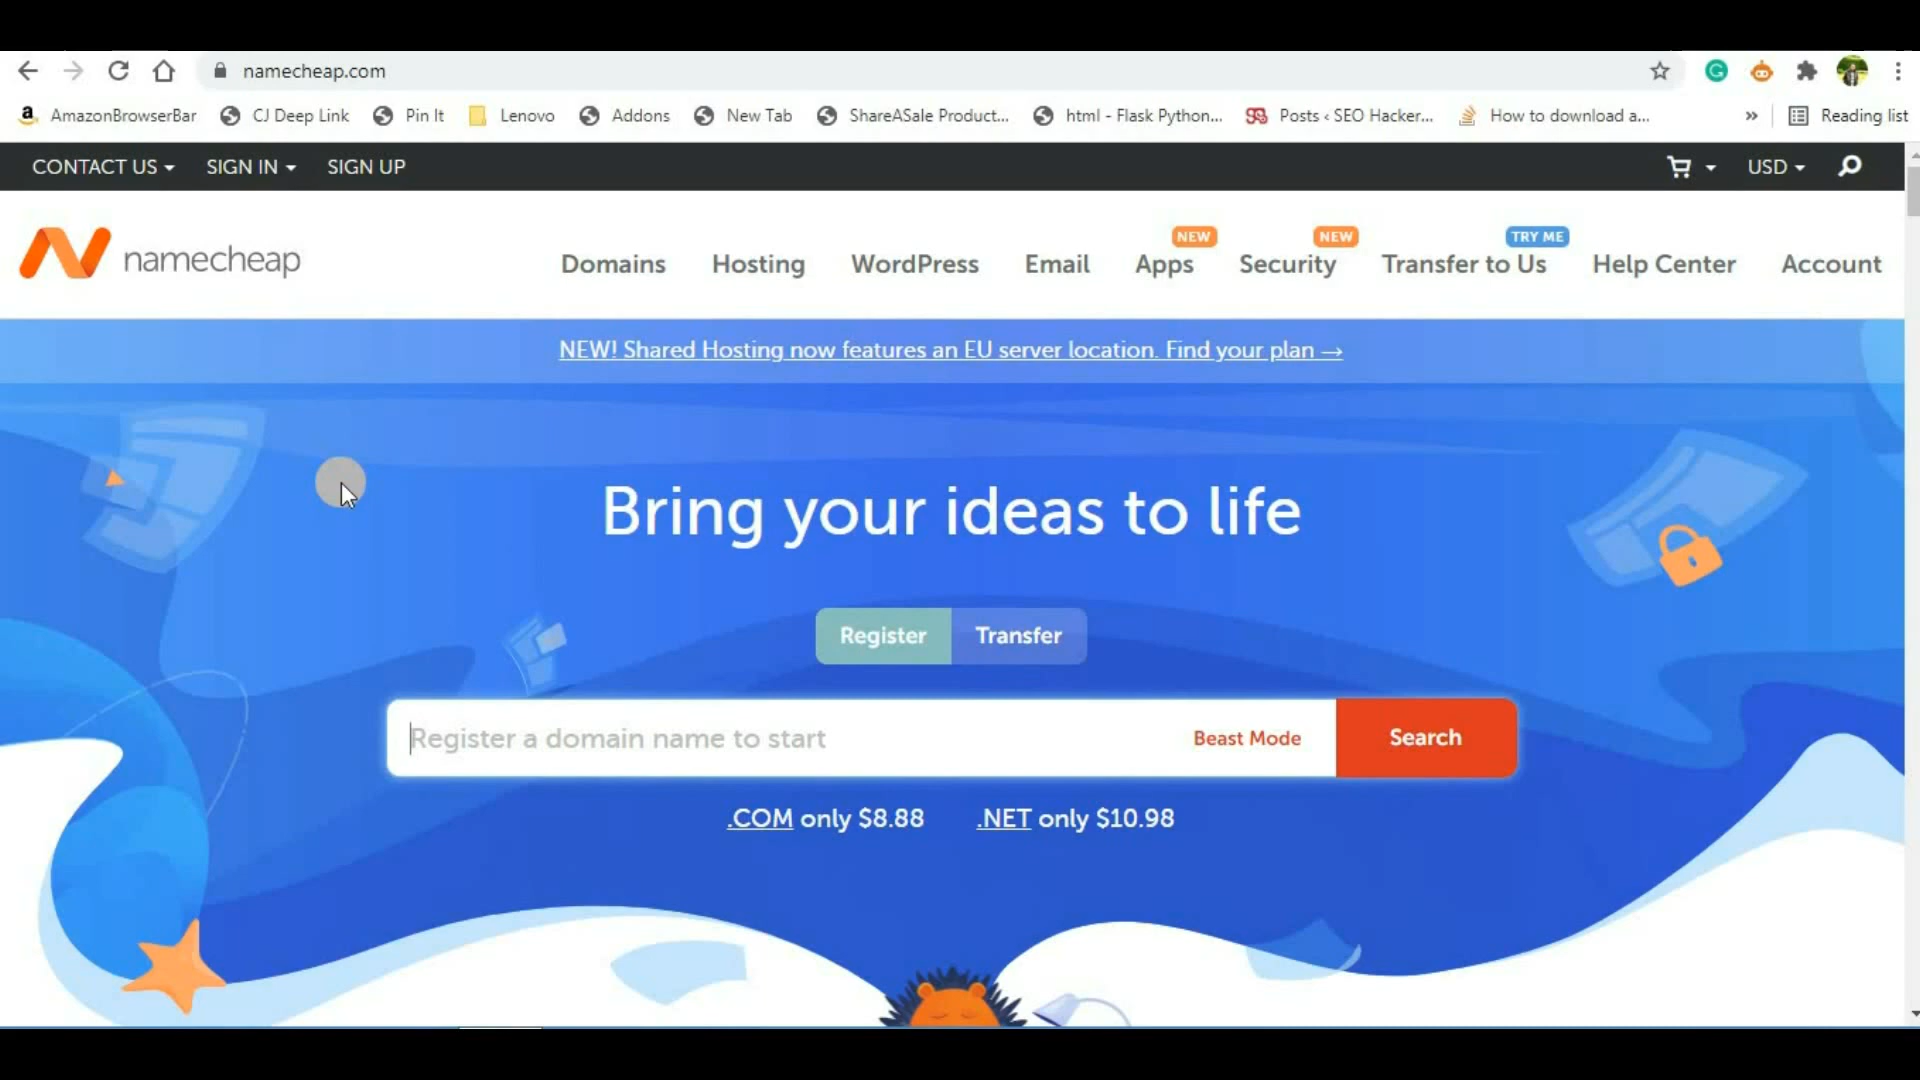 namecheap.com
AmazonBrowserBar CJ Deep Link Pin It Lenovo Addons New Tab ShareASale Product... html - Flask Python... Posts ‹ SEO Hacker... How to download a... » Reading list
CONTACT US SIGN IN SIGN UP USD
NEW NEW TRY ME
namecheap Domains Hosting WordPress Email Apps Security Transfer to Us Help Center Account
NEW! Shared Hosting now features an EU server location. Find your plan →
Bring your ideas to life
Register Transfer
Register a domain name to start Beast Mode Search
.COM only $8.88 .NET only $10.98